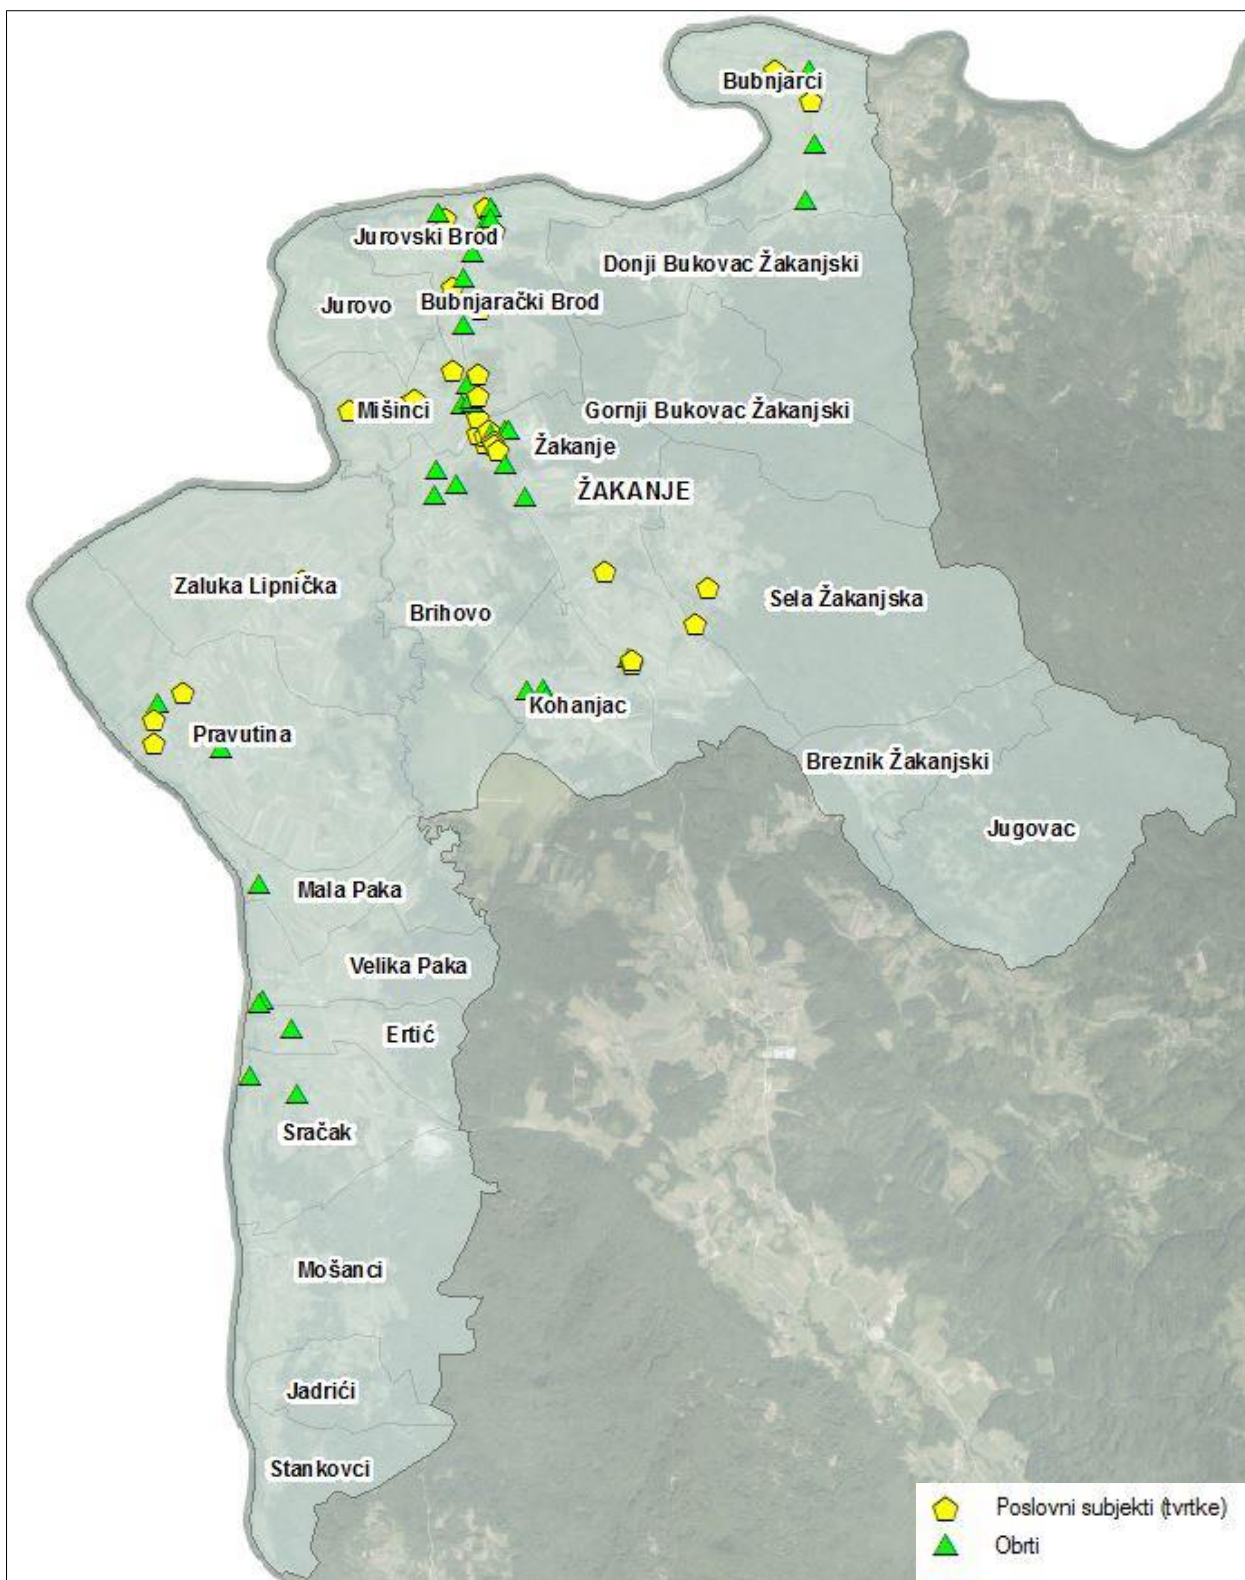 Bubnjarci
Jurovski Brod
Donji Bukovac Žakanjski
Jurovo
Bubnjarački Brod
Mišinci
Gornji Bukovac Žakanjski
Žakanje
ŽAKANJE
Zaluka Lipnička
Brihovo
Sela Žakanjska
Kohanjac
Pravutina
Breznik Žakanjski
Jugovac
Mala Paka
Velika Paka
Ertić
Sračak
Mošanci
Jadrići
Stankovci
Poslovni subjekti (tvrtke)
Obrti